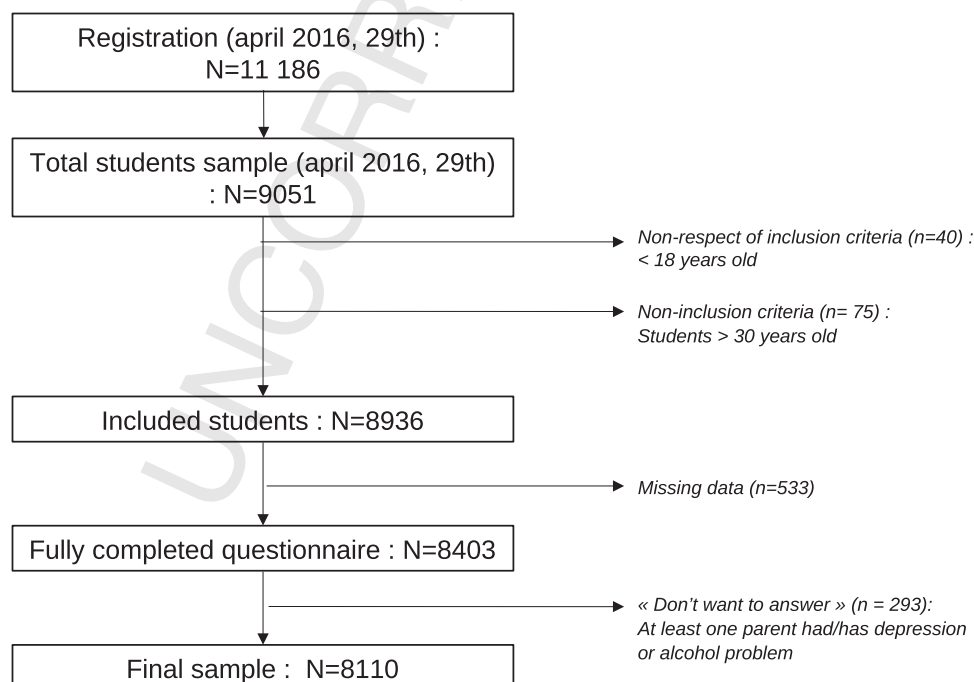 Registration (april 2016, 29th) :
N=11 186
Total students sample (april 2016, 29th)
: N=9051
Non-respect of inclusion criteria (n=40) :
< 18 years old
Non-inclusion criteria (n= 75) :
Students > 30 years old
Included students : N=8936
Missing data (n=533)
Fully completed questionnaire : N=8403
« Don't want to answer » (n = 293):
At least one parent had/has depression
or alcohol problem
Final sample :  N=8110
UNCORR